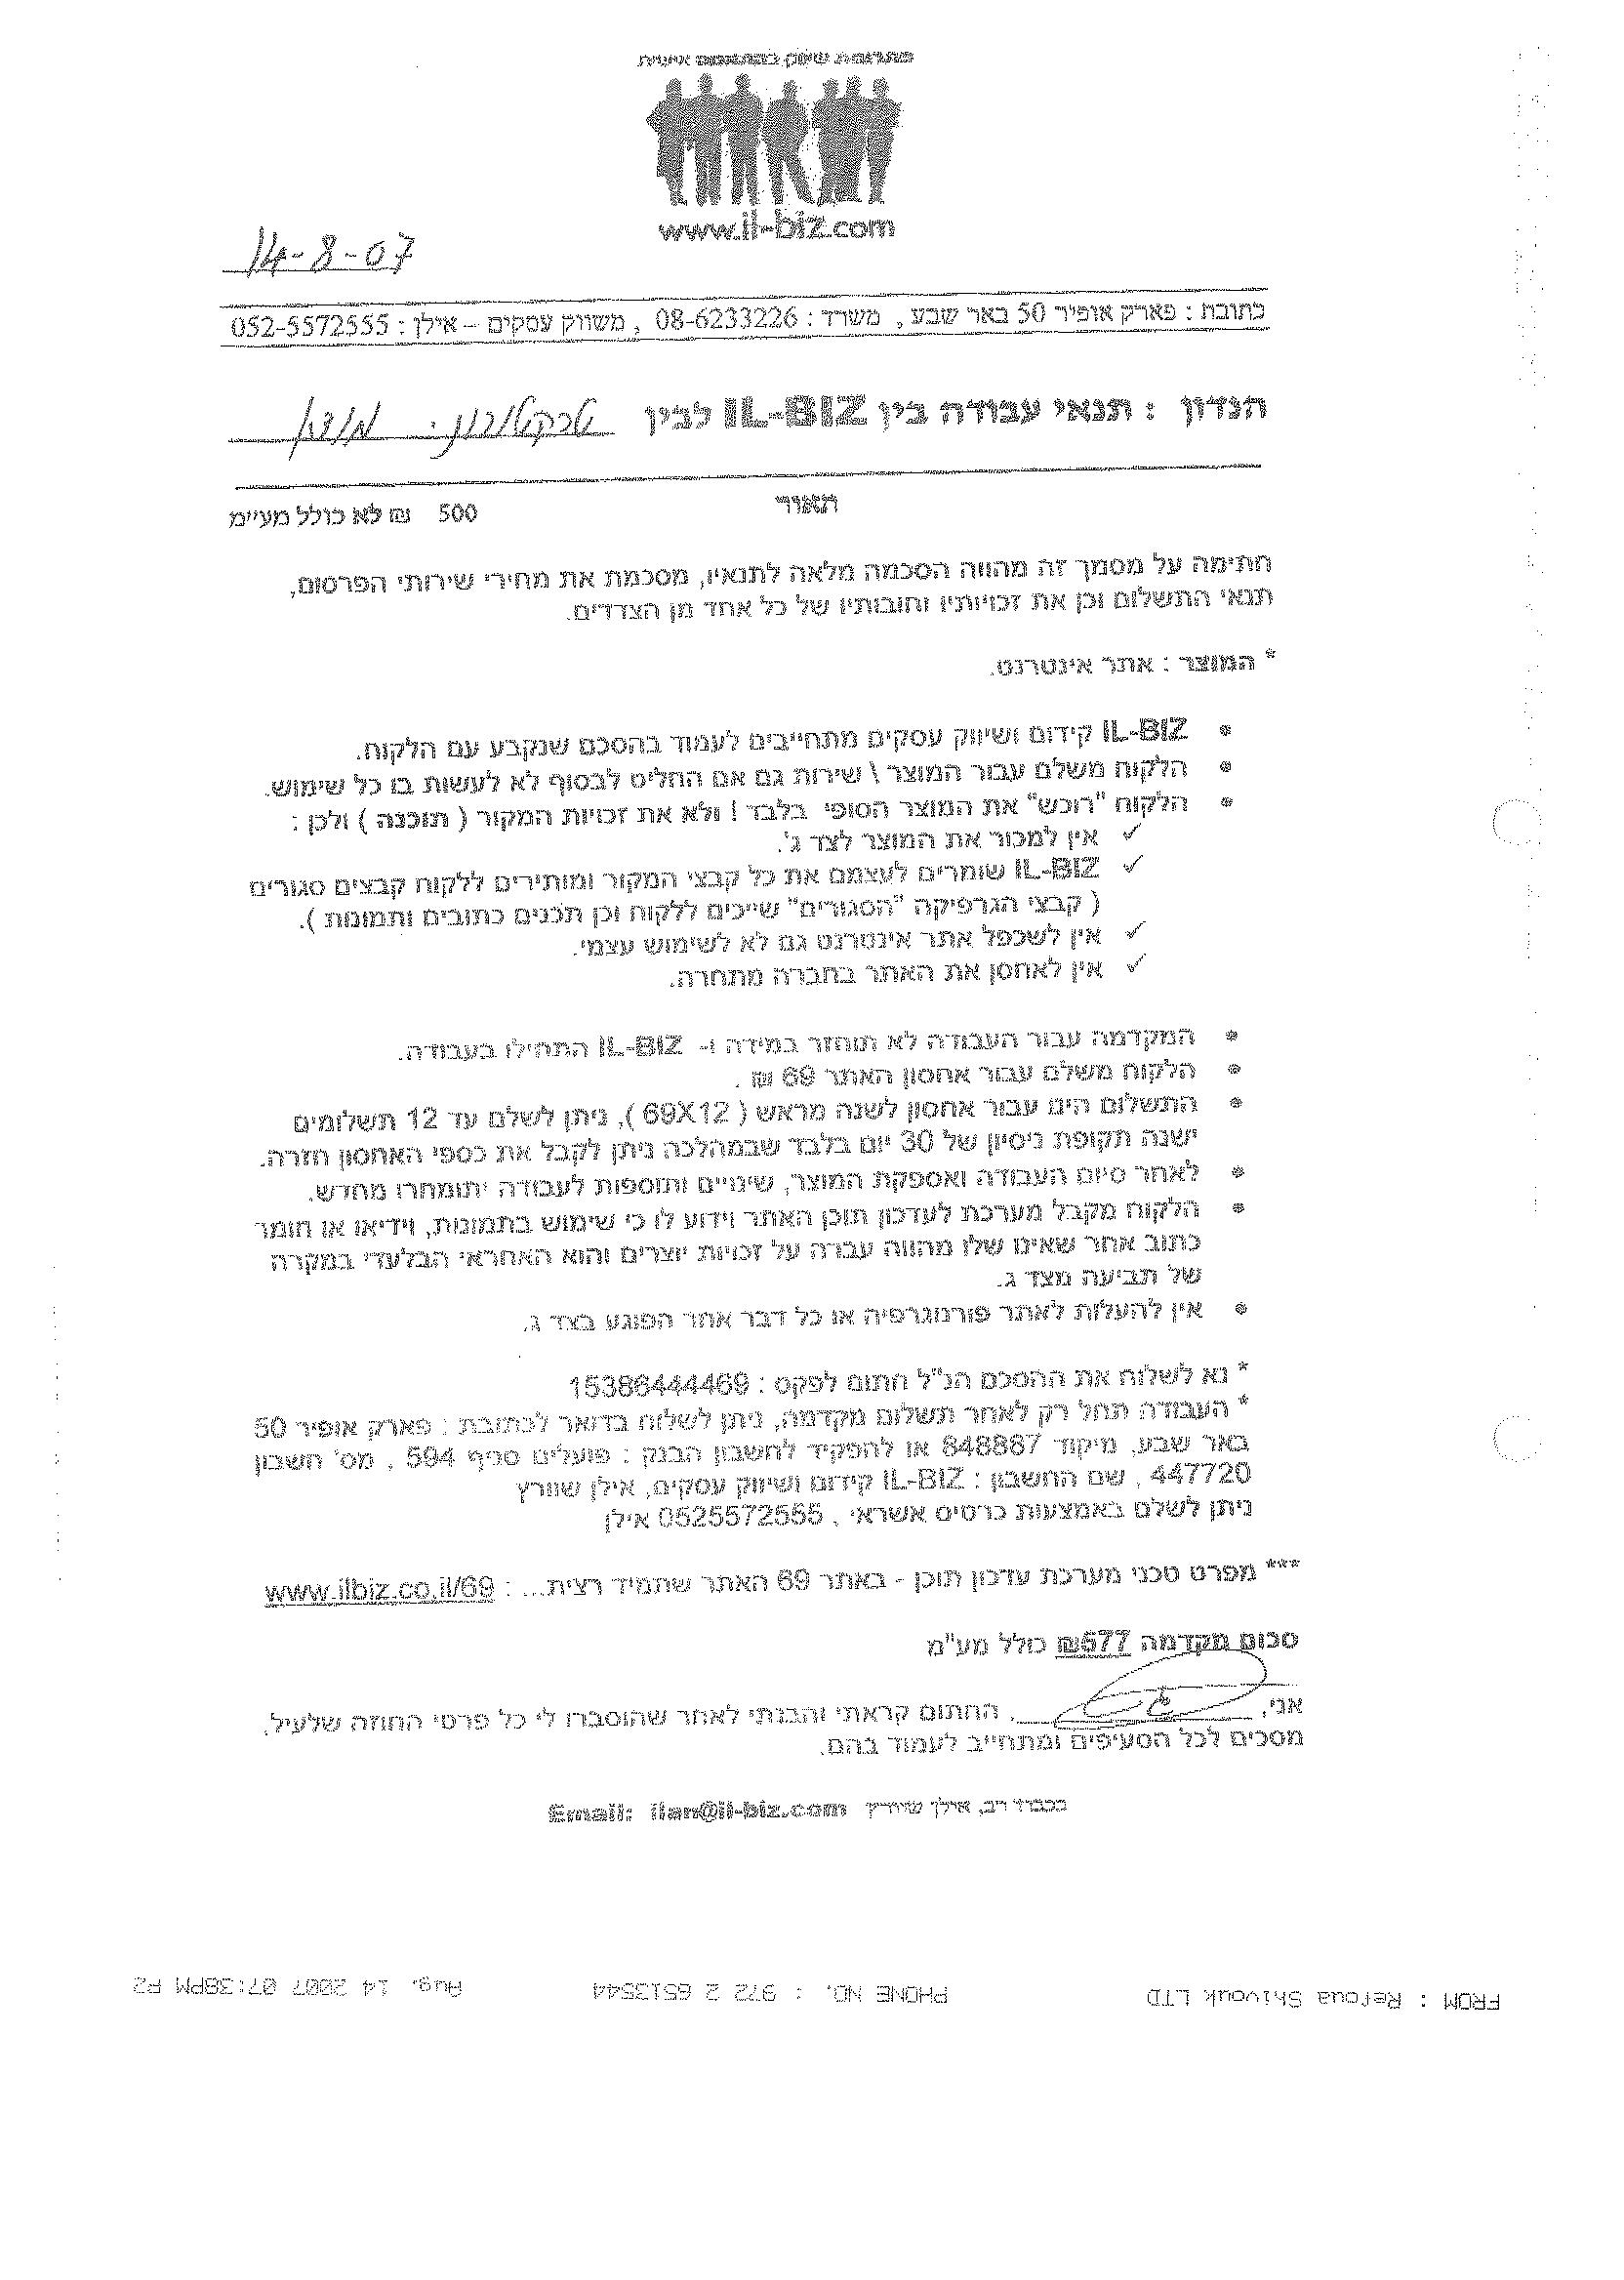 פתרונות שיווק בהתאמה אישית
www.il-biz.com
14-8-07
כתובת : פארק אופיר 50 באר שבע , משרד : 08-6233226 , משווק עסקים – אילן : 052-5572555
הנדון : תנאי עבודה בין IL-BIZ לבין
תאור
500 ₪ לא כולל מע"מ
חתימה על מסמך זה מהווה הסכמה מלאה לתנאיו, מסכמת את מחירי שירותי הפרסום,
תנאי התשלום וכן את זכויותיו וחובותיו של כל אחד מן הצדדים.
* המוצר : אתר אינטרנט.
• IL-BIZ קידום ושיווק עסקים מתחייבים לעמוד בהסכם שנקבע עם הלקוח.
• הלקוח משלם עבור המוצר / שירות גם אם החליט לבסוף לא לעשות בו כל שימוש.
• הלקוח "רוכש" את המוצר הסופי בלבד ! ולא את זכויות המקור ( תוכנה ) ולכן :
✓ אין למכור את המוצר לצד ג'.
✓ IL-BIZ שומרים לעצמם את כל קבצי המקור ומותירים ללקוח קבצים סגורים
( קבצי הגרפיקה "הסגורים" שייכים ללקוח וכן תכנים כתובים ותמונות ).
✓ אין לשכפל אתר אינטרנט גם לא לשימוש עצמי.
✓ אין לאחסן את האתר בחברה מתחרה.
• המקדמה עבור העבודה לא תוחזר במידה ו- IL-BIZ התחילו בעבודה.
• הלקוח משלם עבור אחסון האתר 69 ₪ .
• התשלום הינו עבור אחסון לשנה מראש ( 69X12 ), ניתן לשלם עד 12 תשלומים
ישנה תקופת ניסיון של 30 יום בלבד שבמהלכה ניתן לקבל את כספי האחסון חזרה.
• לאחר סיום העבודה ואספקת המוצר, שינויים ותוספות לעבודה יתומחרו מחדש.
• הלקוח מקבל מערכת לעדכון תוכן האתר וידוע לו כי שימוש בתמונות, וידיאו או חומר
כתוב אחר שאינו שלו מהווה עברה על זכויות יוצרים והוא האחראי הבלעדי במקרה
של תביעה מצד ג.
• אין להעלות לאתר פורנוגרפיה או כל דבר אחר הפוגע בצד ג.
* נא לשלוח את ההסכם הנ"ל חתום לפקס : 15386444469
* העבודה תחל רק לאחר תשלום מקדמה, ניתן לשלוח בדואר לכתובת : פארק אופיר 50
באר שבע, מיקוד 848887 או להפקיד לחשבון הבנק : פועלים סניף 594 , מס' חשבון
447720 , שם החשבון : IL-BIZ קידום ושיווק עסקים, אילן שוורץ
ניתן לשלם באמצעות כרטיס אשראי , 0525572555 אילן
*** מפרט טכני מערכת עדכון תוכן - באתר 69 האתר שתמיד רצית... : www.ilbiz.co.il/69
סכום מקדמה 677₪ כולל מע"מ
אני, , החתום קראתי והבנתי לאחר שהוסברו לי כל פרטי החוזה שלעיל,
מסכים לכל הסעיפים ומתחייב לעמוד בהם.
בכבוד רב, אילן שוורץ Email: ilan@il-biz.com
FROM : Refoua Shivouk LTD PHONE NO. : 972 2 6513544 Aug. 14 2007 07:38PM P2